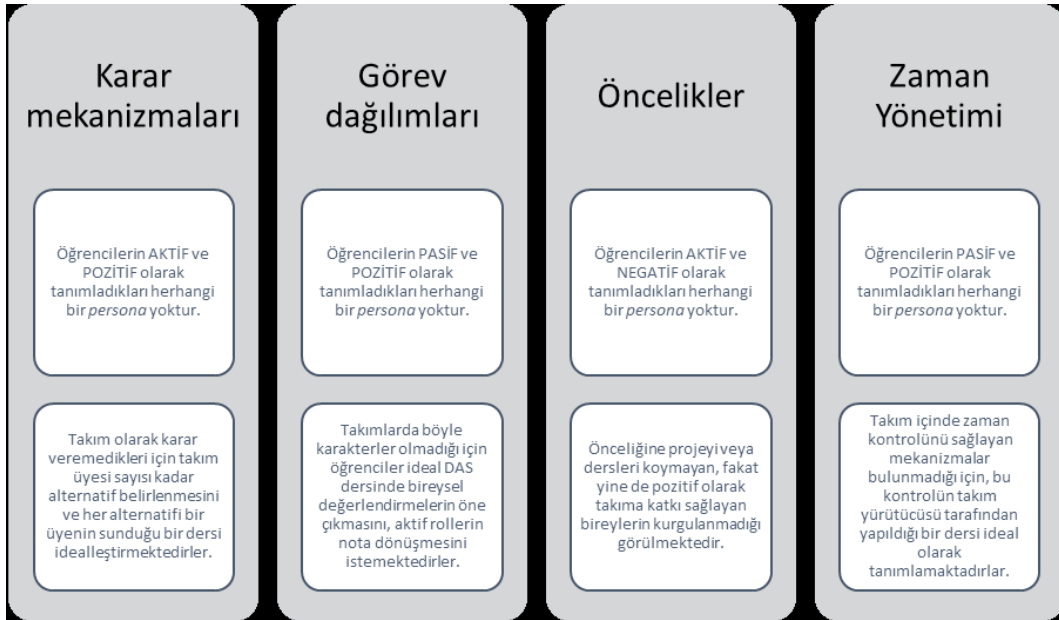 Karar
mekanizmaları
Öğrencilerin AKTİF ve
POZİTİF olarak
tanımladıkları herhangi
bir persona yoktur.
Takım olarak karar
veremedikleri için takım
üyesi sayısı kadar
alternatif belirlenmesini
ve her alternatifi bir
üyenin sunduğu bir dersi
idealleştirmektedirler.
Görev
dağılımları
Öğrencilerin PASİF ve
POZİTİF olarak
tanımladıkları herhangi
bir persona yoktur.
Takımlarda böyle
karakterler olmadığı için
öğrenciler ideal DAS
dersinde bireysel
değerlendirmelerin öne
çıkmasını, aktif rollerin
nota dönüşmesini
istemektedirler.
Öncelikler
Öğrencilerin AKTİF ve
NEGATİF olarak
tanımladıkları herhangi
bir persona yoktur.
Önceliğine projeyi veya
dersleri koymayan, fakat
yine de pozitif olarak
takıma katkı sağlayan
bireylerin kurgulanmadığı
görülmektedir.
Zaman
Yönetimi
Öğrencilerin PASİF ve
POZİTİF olarak
tanımladıkları herhangi
bir persona yoktur.
Takım içinde zaman
kontrolünü sağlayan
mekanizmalar
bulunmadığı için, bu
kontrolün takım
yürütücüsü tarafından
yapıldığı bir dersi ideal
olarak
tanımlamaktadırlar.